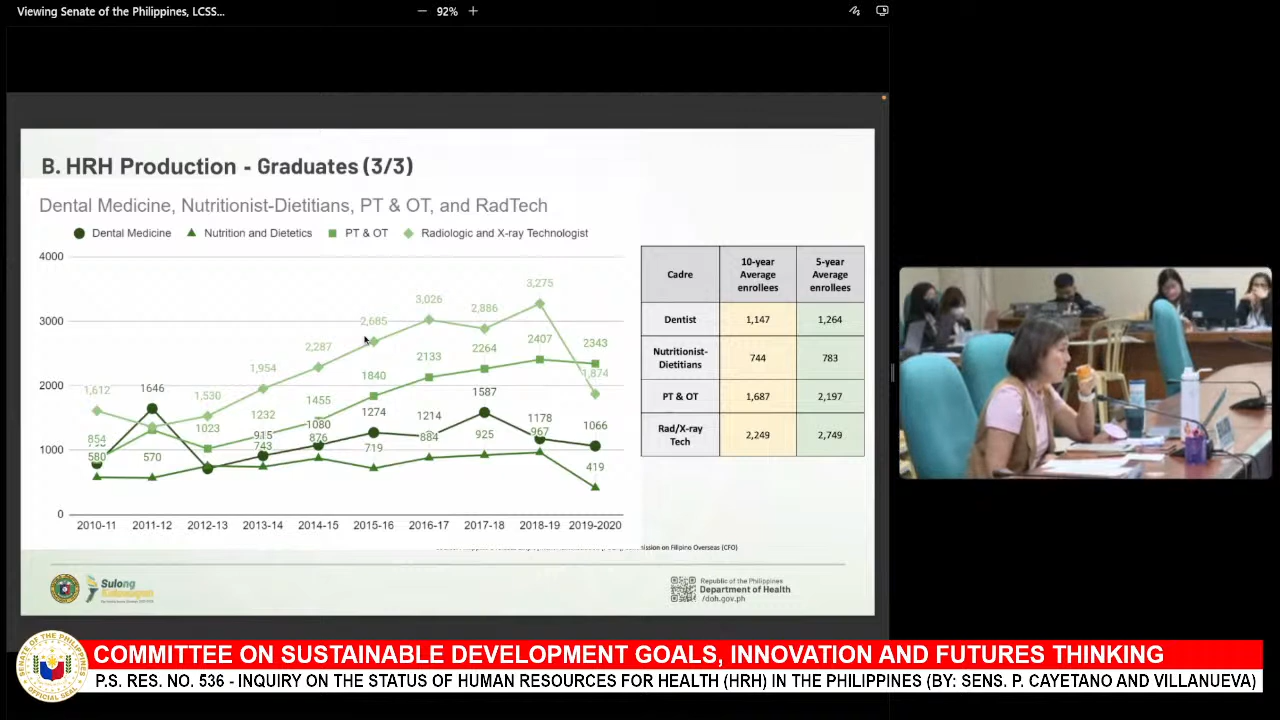 Viewing Senate of the Philippines, LCSS...
92%
B. HRH Production - Graduates (3/3)
Dental Medicine, Nutritionist-Dietitians, PT & OT, and RadTech
Dental Medicine
Nutrition and Dietetics
PT & OT
Radiologic and X-ray Technologist
4000
3000
2000
1000
0
1,612
1,530
1,954
2,287
2,685
3,026
2,886
3,275
1,874
854
1023
1232
1455
1840
2133
2264
2407
2343
1646
915
1080
1274
1214
1587
1178
1066
580
570
743
876
719
884
925
967
419
2010-11 2011-12 2012-13 2013-14 2014-15 2015-16 2016-17 2017-18 2018-19 2019-2020
Cadre
10-year Average enrollees
5-year Average enrollees
Dentist 1,147 1,264
Nutritionist-Dietitians 744 783
PT & OT 1,687 2,197
Rad/X-ray Tech 2,249 2,749
on Filipino Overseas (CFO)
Sulong
Republic of the Philippines
Department of Health
/doh.gov.ph
COMMITTEE ON SUSTAINABLE DEVELOPMENT GOALS, INNOVATION AND FUTURES THINKING
P.S. RES. NO. 536 - INQUIRY ON THE STATUS OF HUMAN RESOURCES FOR HEALTH (HRH) IN THE PHILIPPINES (BY: SENS. P. CAYETANO AND VILLANUEVA)